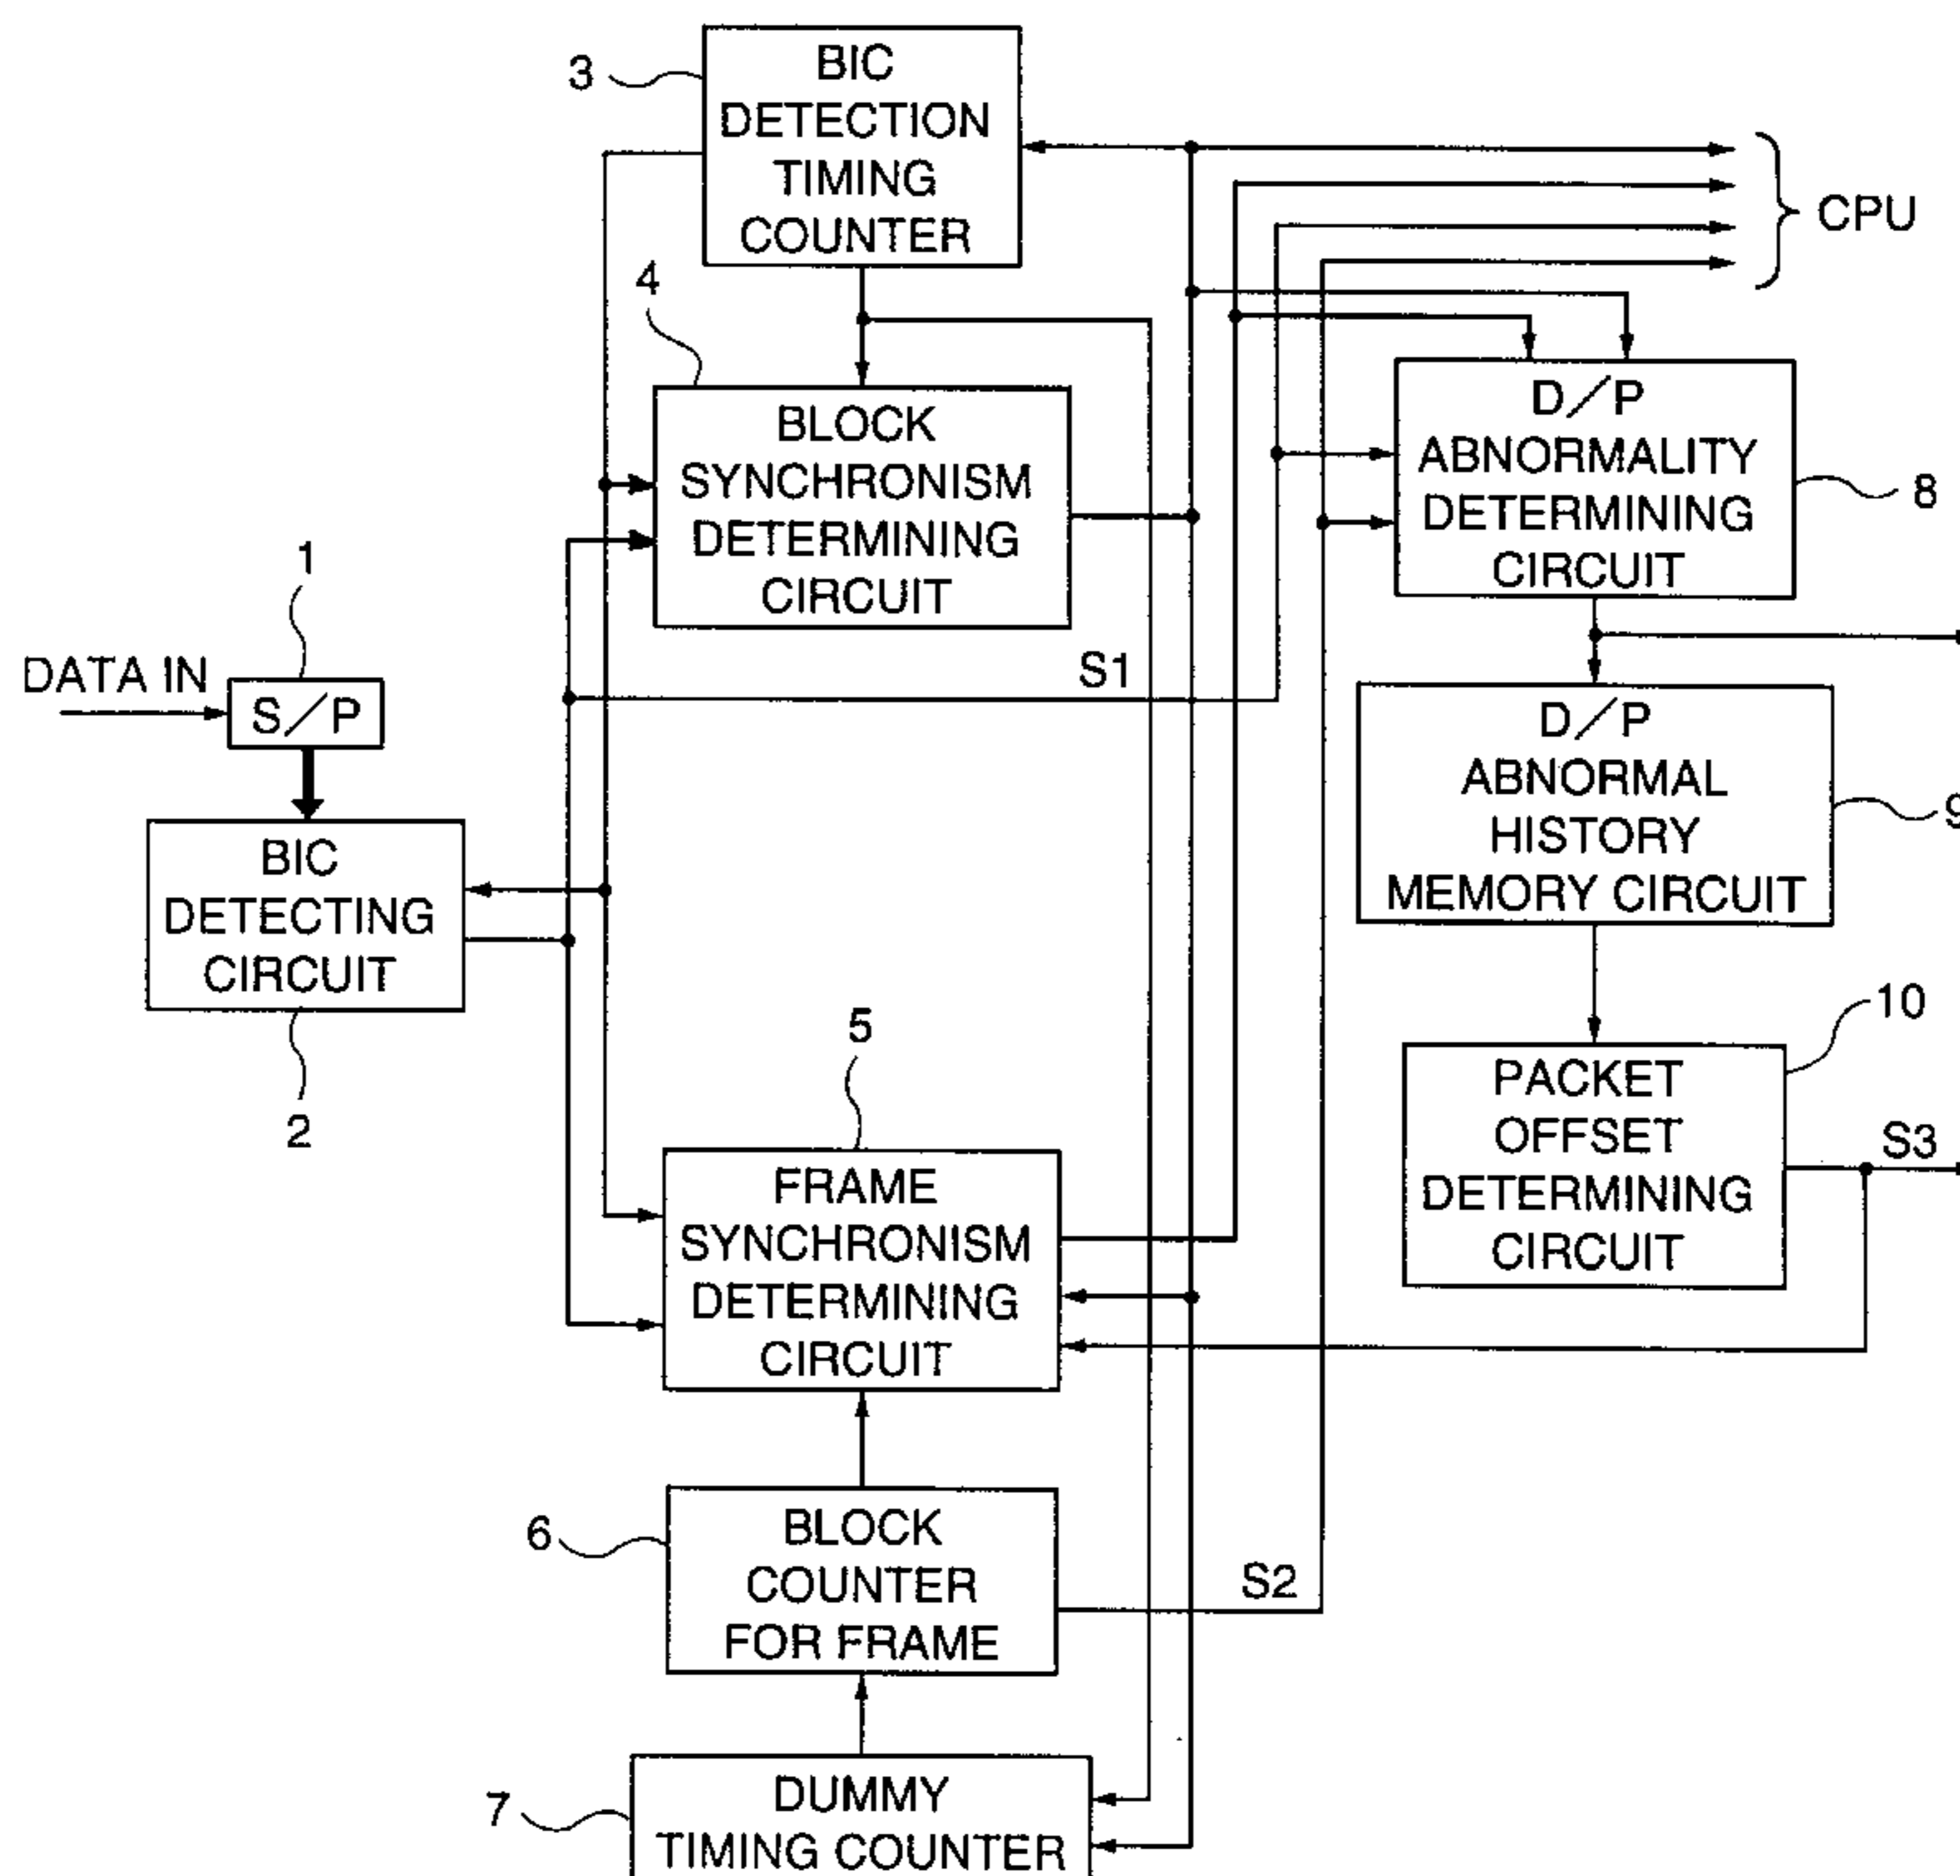 3
BIC
DETECTION
TIMING
COUNTER
CPU
4
BLOCK
SYNCHRONISM
DETERMINING
CIRCUIT
D/P
ABNORMALITY
DETERMINING
CIRCUIT
8
1
DATA IN
S/P
S1
D/P
ABNORMAL
HISTORY
MEMORY CIRCUIT
9
BIC
DETECTING
CIRCUIT
2
10
PACKET
OFFSET
DETERMINING
CIRCUIT
S3
5
FRAME
SYNCHRONISM
DETERMINING
CIRCUIT
6
BLOCK
COUNTER
FOR FRAME
S2
7
DUMMY
TIMING COUNTER